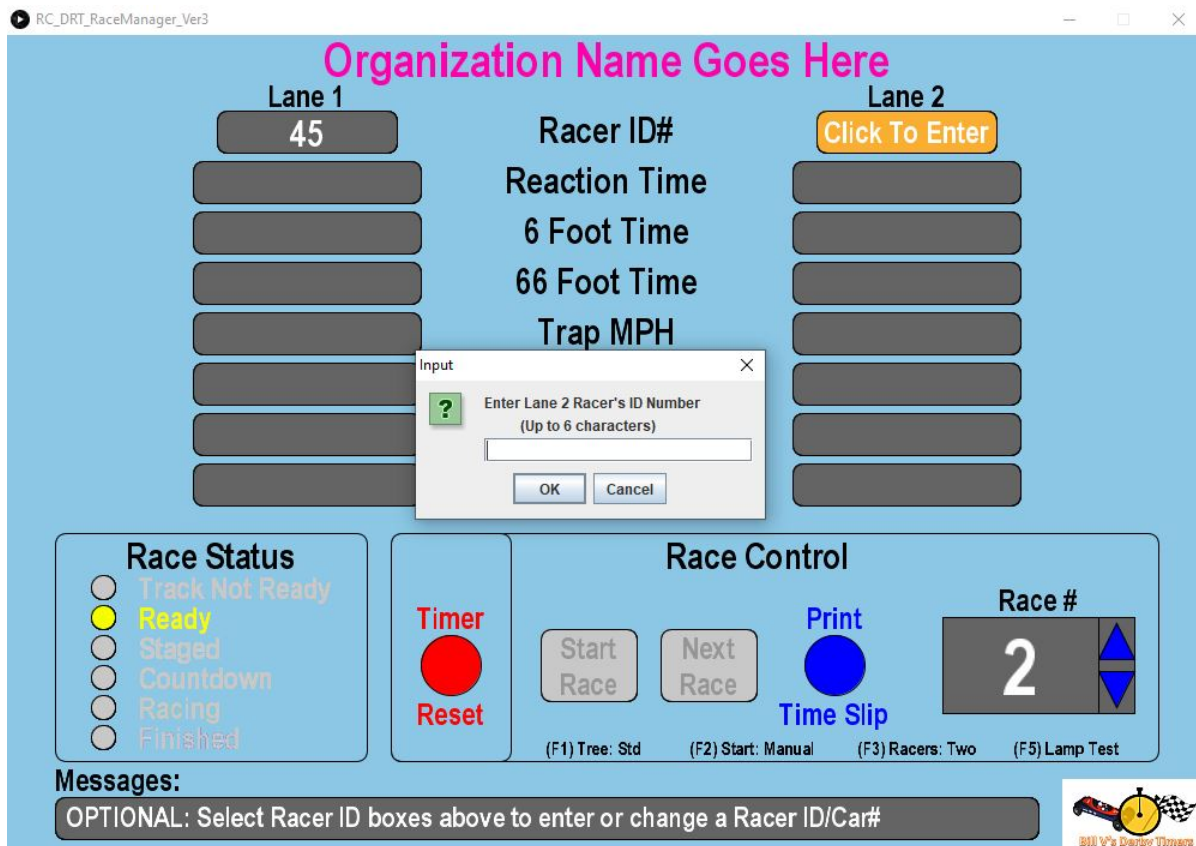 RC_DRT_RaceManager_Ver3
Organization Name Goes Here
Lane 1
Lane 2
45
Racer ID#
Click To Enter
Reaction Time
6 Foot Time
66 Foot Time
Trap MPH
Input
?
Enter Lane 2 Racer's ID Number
(Up to 6 characters)
OK
Cancel
Race Status
Track Not Ready
Ready
Staged
Countdown
Racing
Finished
Timer
Reset
Race Control
Start
Race
Next
Race
Print
Time Slip
Race #
2
(F1) Tree: Std
(F2) Start: Manual
(F3) Racers: Two
(F5) Lamp Test
Messages:
OPTIONAL: Select Racer ID boxes above to enter or change a Racer ID/Car#
Bill V's Derby Timers